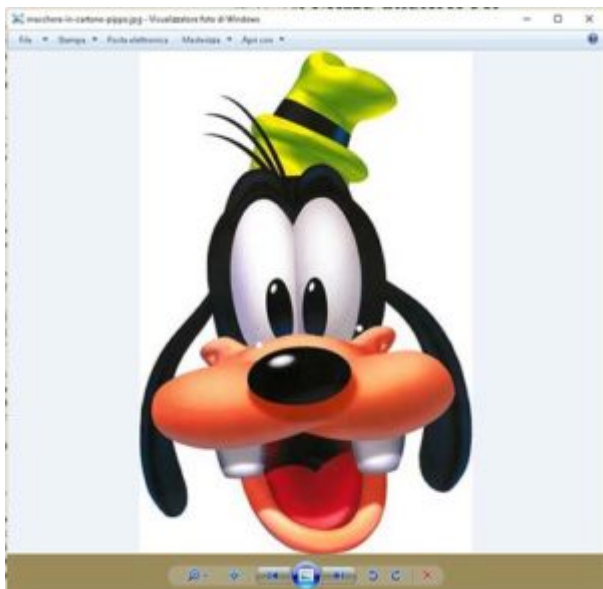 maschere-in-cartone-pippo.jpg - Visualizzatore foto di Windows
File Stampa Posta elettronica Masterizza Apri con